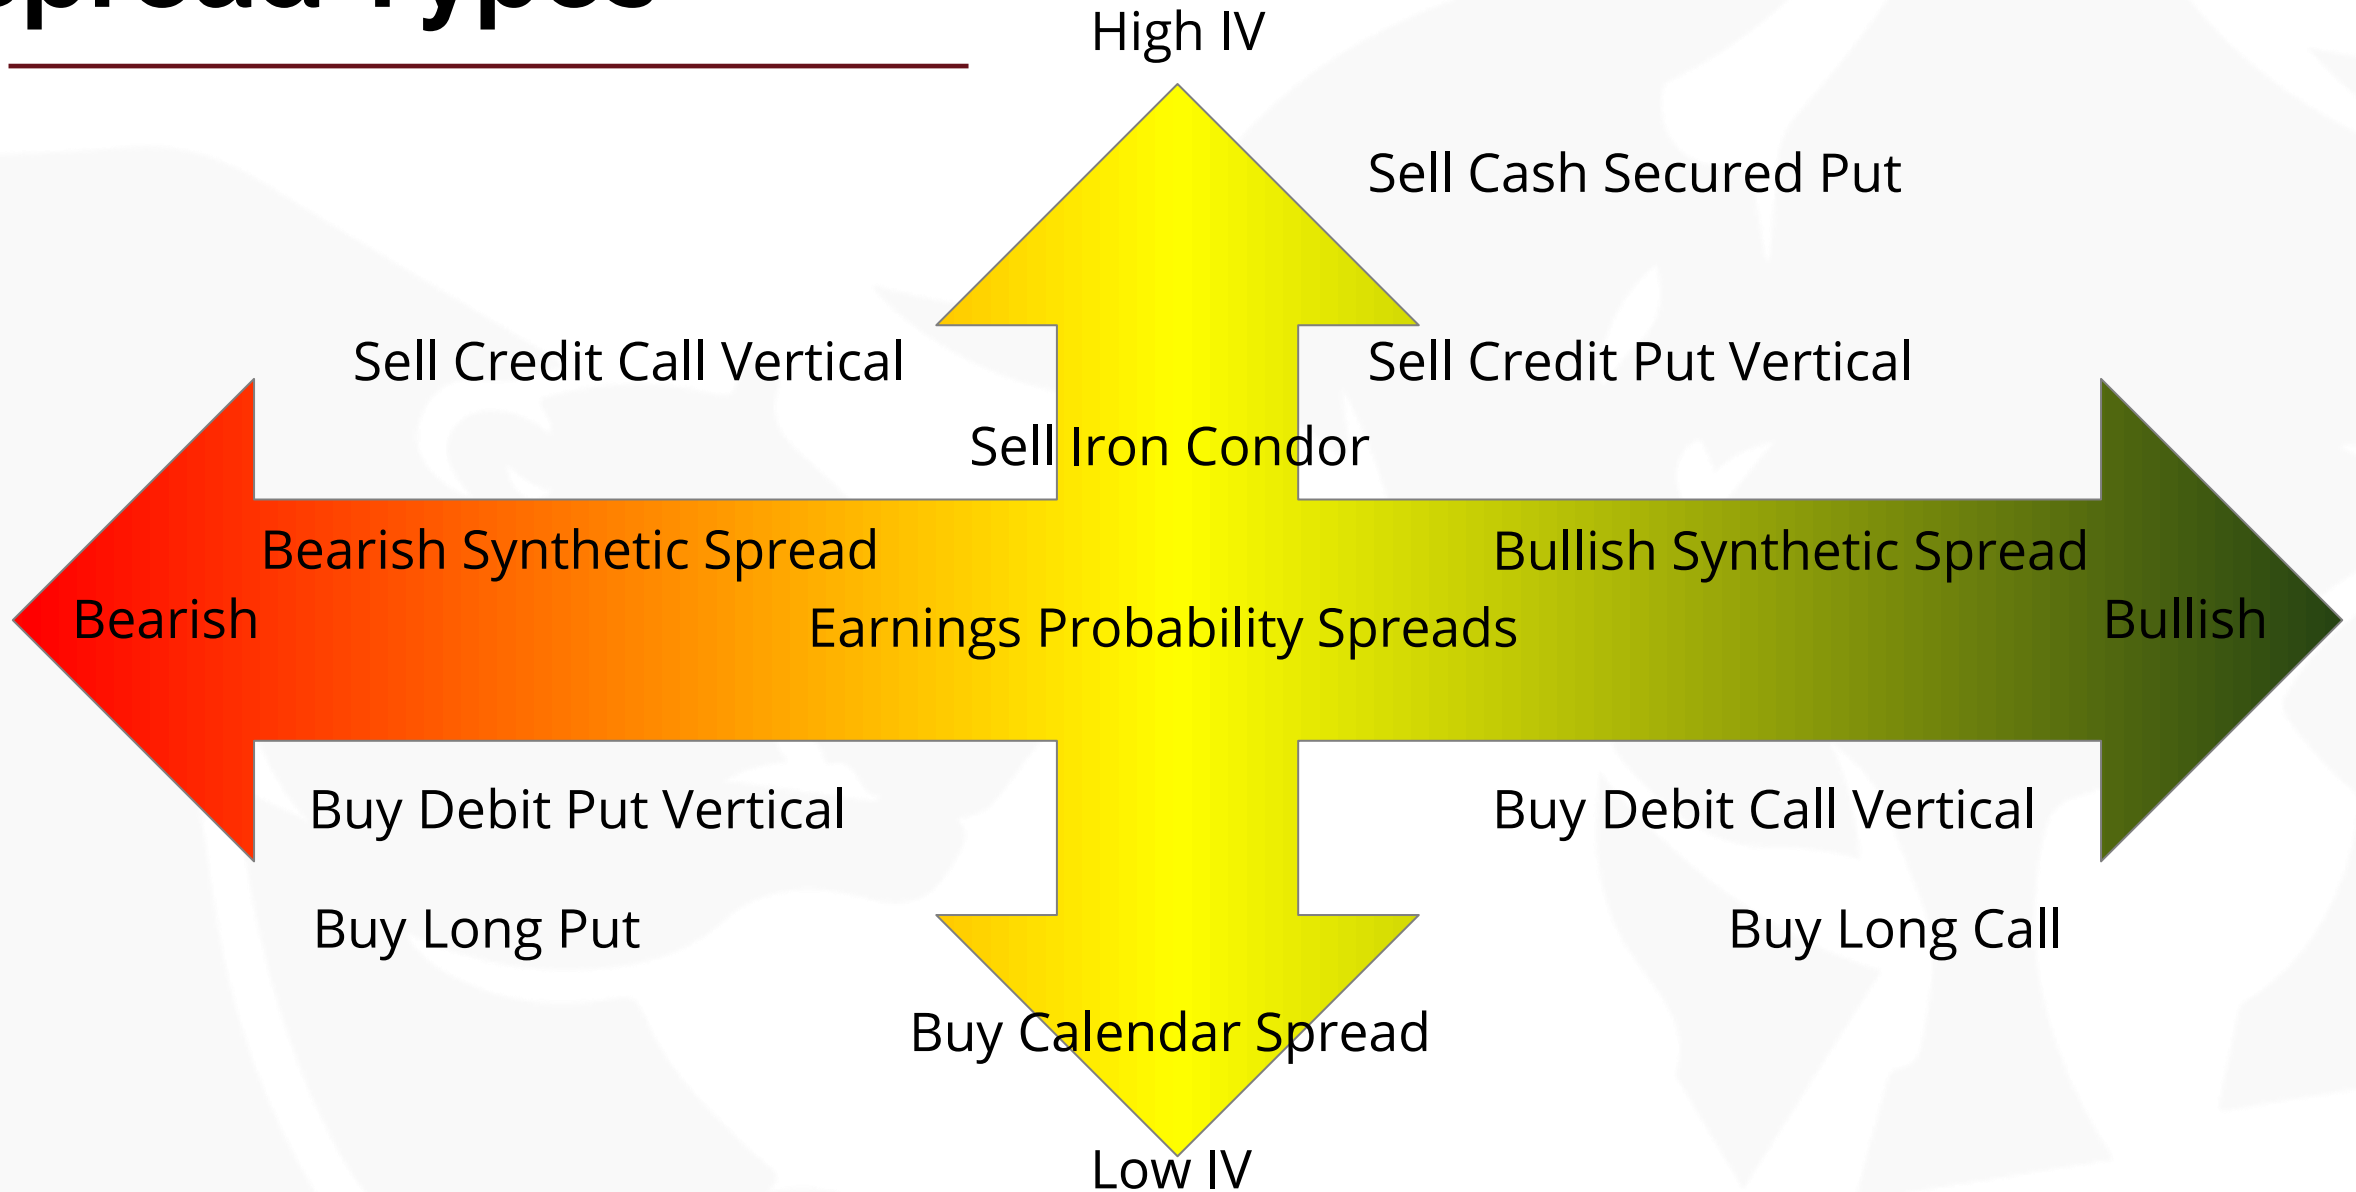 Spread Types
High IV
Sell Cash Secured Put
Sell Credit Call Vertical
Sell Credit Put Vertical
Sell Iron Condor
Bearish Synthetic Spread
Bullish Synthetic Spread
Bearish
Earnings Probability Spreads
Bullish
Buy Debit Put Vertical
Buy Debit Call Vertical
Buy Long Put
Buy Long Call
Buy Calendar Spread
Low IV